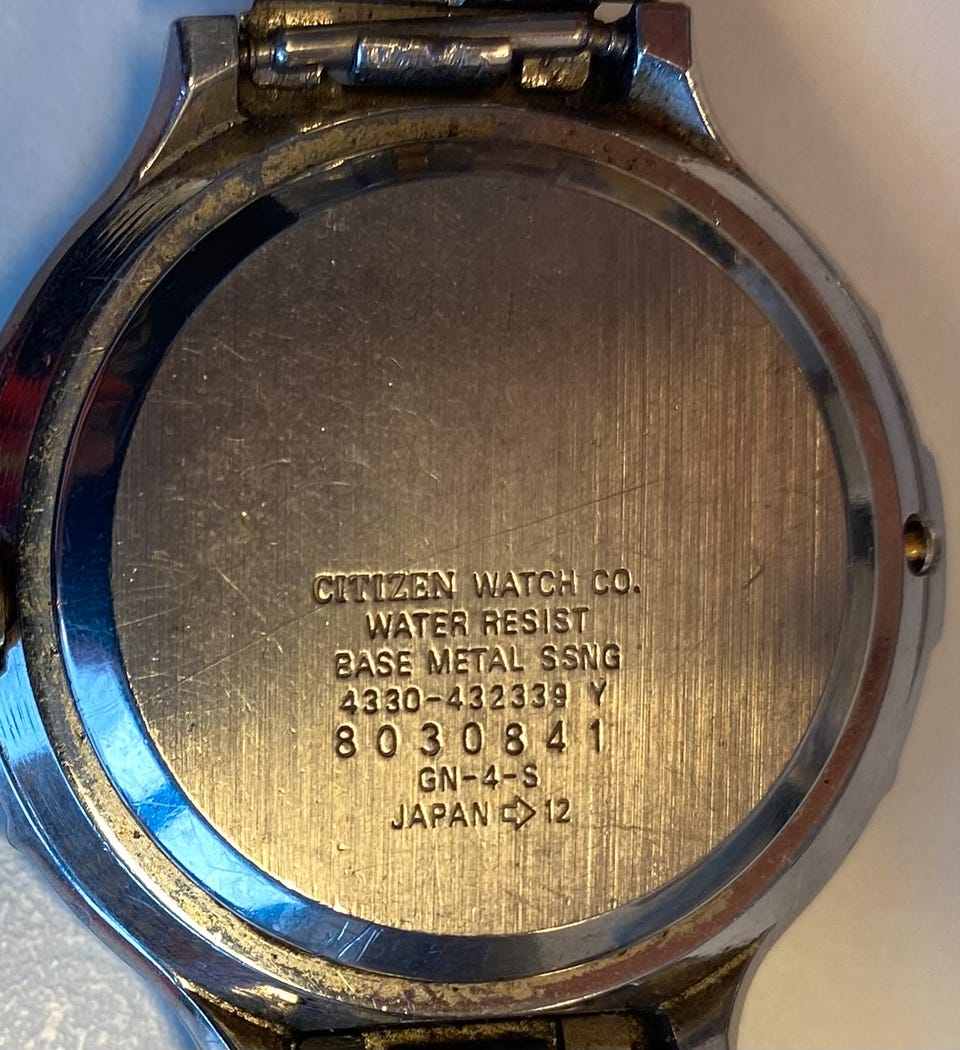 CITIZEN WATCH CO.
WATER RESIST
BASE METAL SSNG
4330-432339 Y
8030841
GN-4-S
JAPAN ⇨ 12